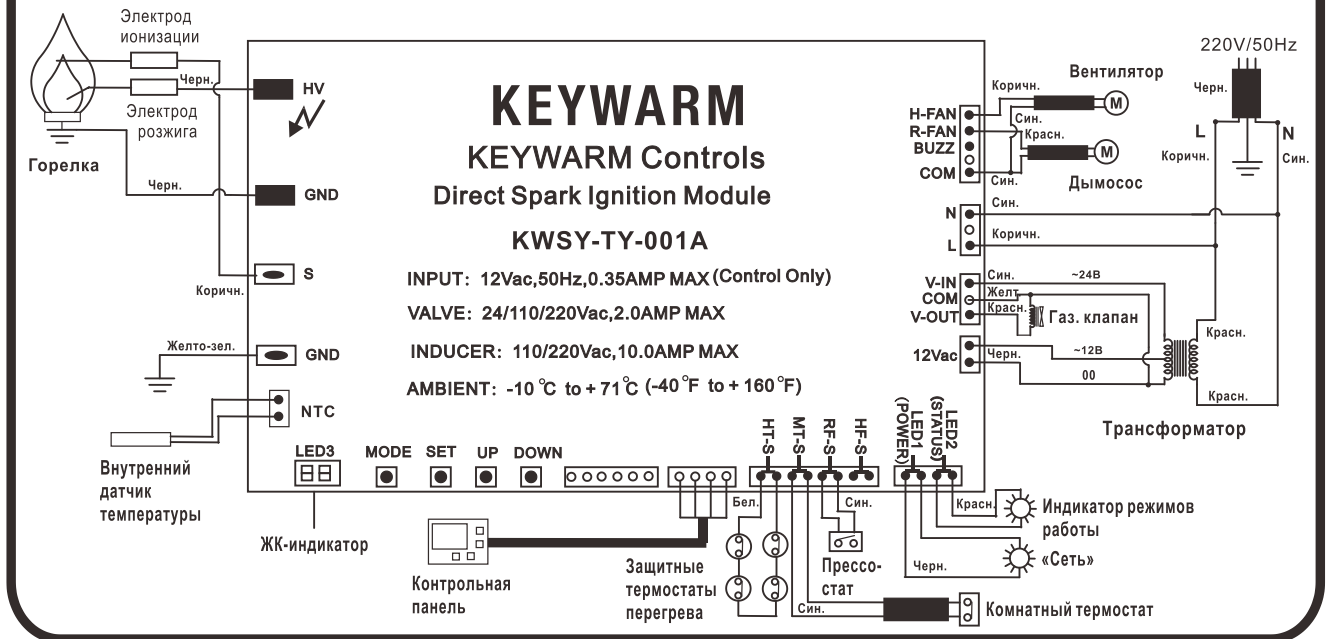 Электрод
ионизации
Черн.
Электрод
розжига
Горелка
Черн.
Коричн.
Желто-зел.
Внутренний
датчик
температуры
HV
GND
S
GND
NTC
KEYWARM
KEYWARM Controls
Direct Spark Ignition Module
KWSY-TY-001A
INPUT: 12Vac,50Hz,0.35AMP MAX (Control Only)
VALVE: 24/110/220Vac,2.0AMP MAX
INDUCER: 110/220Vac,10.0AMP MAX
AMBIENT: -10 °C to + 71°C (-40 °F to + 160 °F)
LED3
MODE SET UP DOWN
HT-S
MT-S
RF-S
HF-S
LED1
(POWER)
LED2
(STATUS)
H-FAN
R-FAN
BUZZ
COM
N
L
V-IN
COM
V-OUT
12Vac
Коричн.
Вентилятор
M
Син.
Красн.
M
Син.
Дымосос
Син.
Коричн.
Син.
~24В
Желт.
Красн.
Газ. клапан
Черн.
~12В
00
220V/50Hz
Черн.
L
N
Коричн.
Син.
Красн.
Красн.
Трансформатор
ЖК-индикатор
Контрольная
панель
Бел.
Защитные
термостаты
перегрева
Син.
Прессо-
стат
Син.
Комнатный термостат
Красн.
Индикатор режимов
работы
Черн.
«Сеть»